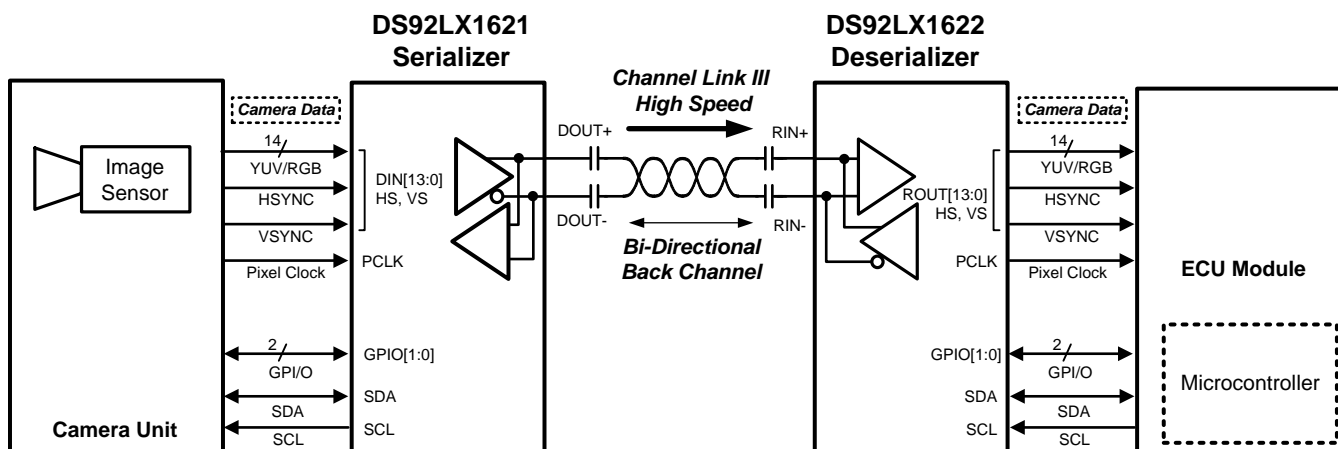 DS92LX1621
Serializer
DS92LX1622
Deserializer
Channel Link III
High Speed
Camera Data
Camera Data
Image
Sensor
14
YUV/RGB
HSYNC
VSYNC
Pixel Clock
DIN[13:0]
HS, VS
PCLK
DOUT+
DOUT-
RIN+
RIN-
Bi-Directional
Back Channel
ROUT[13:0]
HS, VS
PCLK
14
YUV/RGB
HSYNC
VSYNC
Pixel Clock
ECU Module
2
GPI/O
SDA
SCL
GPIO[1:0]
SDA
SCL
GPIO[1:0]
SDA
SCL
2
GPI/O
SDA
SCL
Microcontroller
Camera Unit